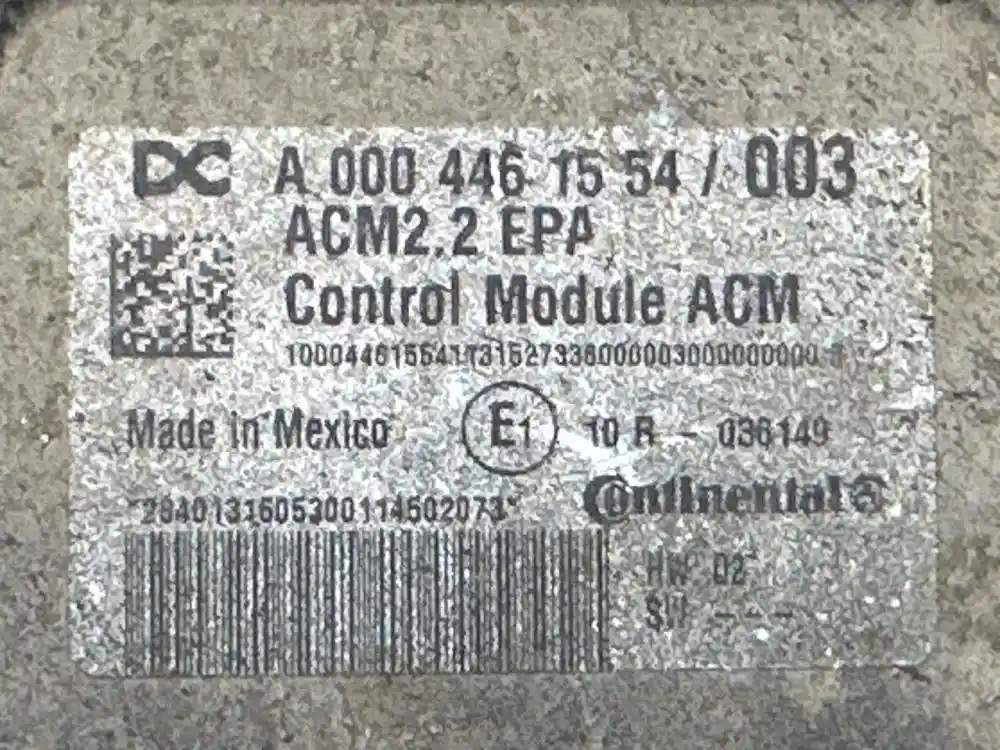 DC A 000 446 15 54 / 003
ACM2.2 EPA
Control Module ACM
Made in Mexico E1 10 R - 036149
Continental
HW 02
SW ---